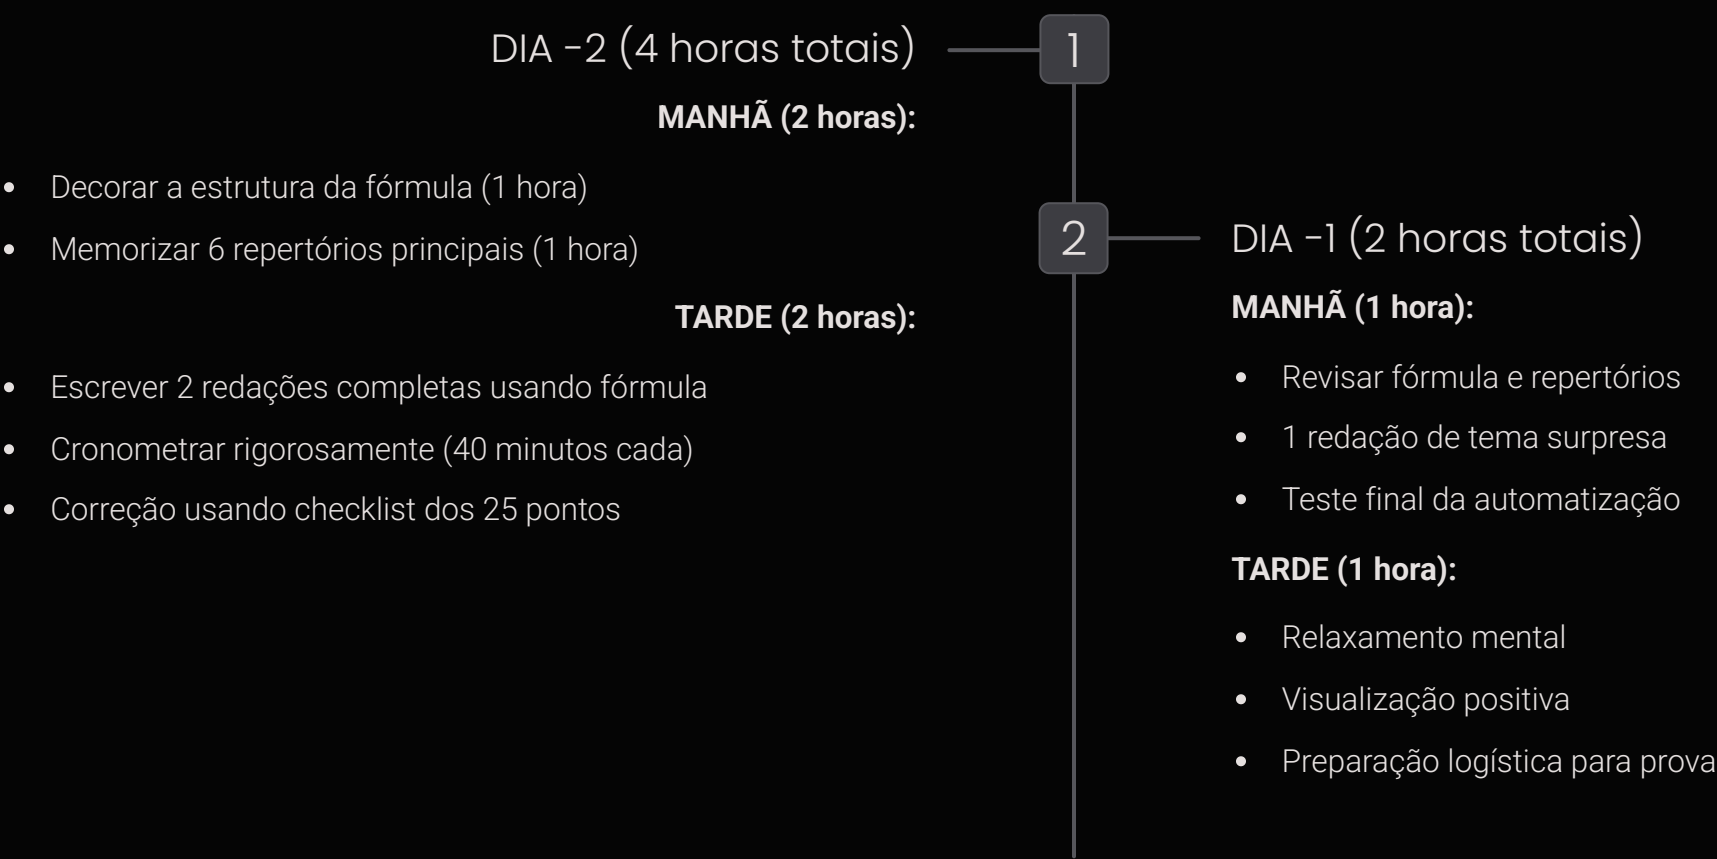 DIA -2 (4 horas totais)
1
MANHÃ (2 horas):
• Decorar a estrutura da fórmula (1 hora)
• Memorizar 6 repertórios principais (1 hora)
TARDE (2 horas):
• Escrever 2 redações completas usando fórmula
• Cronometrar rigorosamente (40 minutos cada)
• Correção usando checklist dos 25 pontos
2
DIA -1 (2 horas totais)
MANHÃ (1 hora):
• Revisar fórmula e repertórios
• 1 redação de tema surpresa
• Teste final da automatização
TARDE (1 hora):
• Relaxamento mental
• Visualização positiva
• Preparação logística para prova